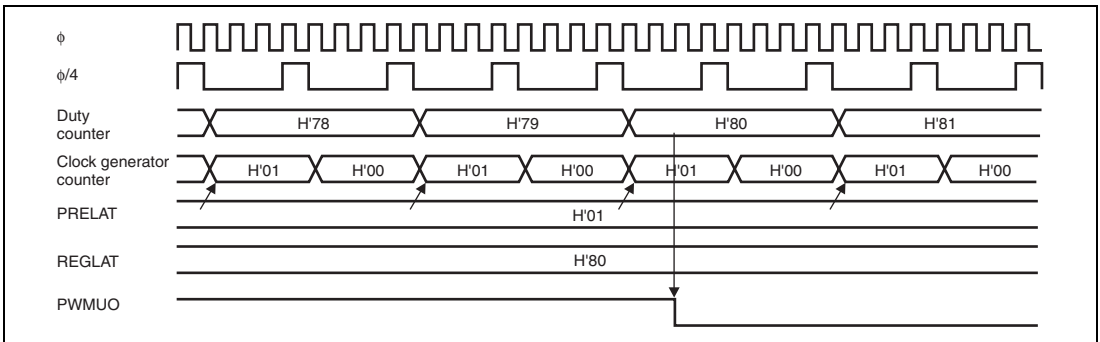 ϕ
ϕ/4
Duty
counter
H'78 H'79 H'80 H'81
Clock generator
counter
H'01 H'00 H'01 H'00 H'01 H'00 H'01 H'00
PRELAT
H'01
REGLAT
H'80
PWMUO